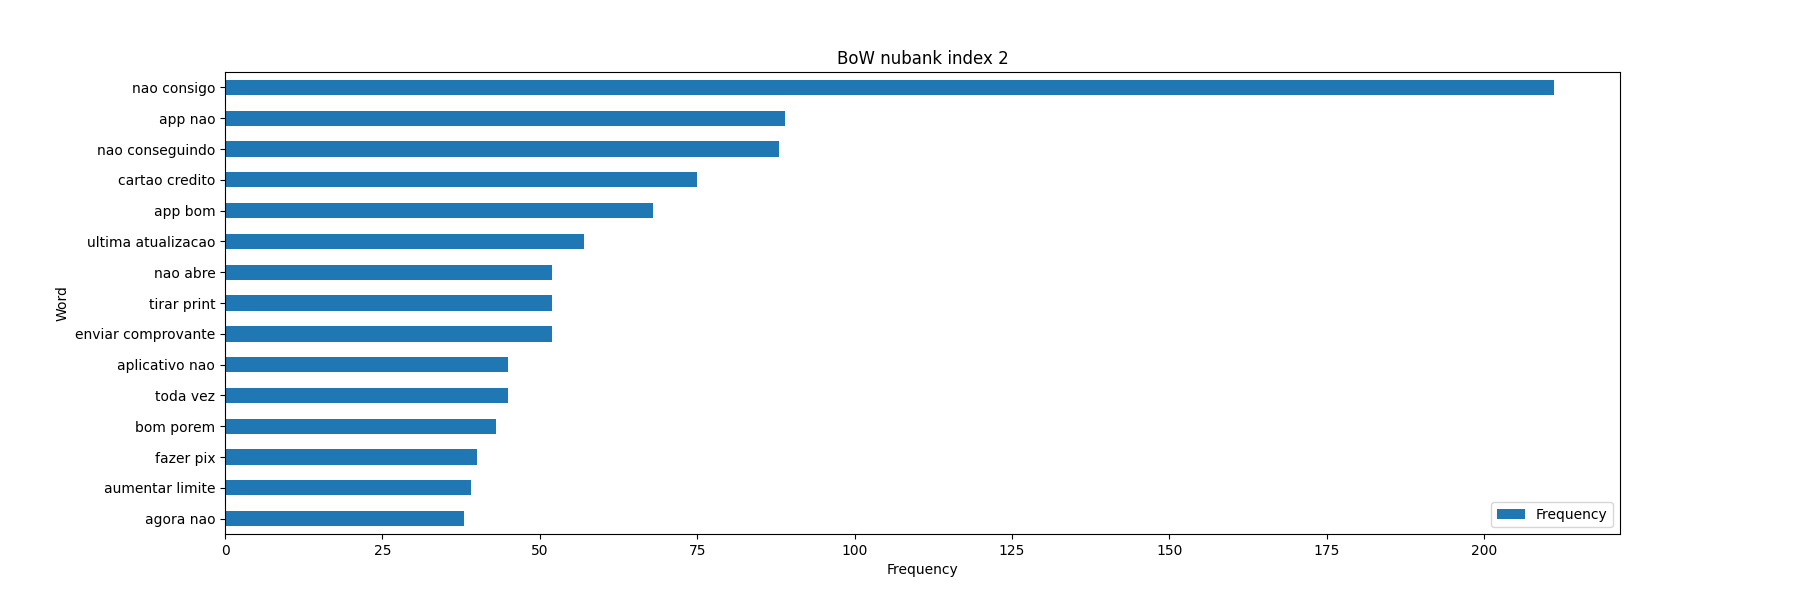 BoW nubank index 2
nao consigo
app nao
nao conseguindo
cartao credito
app bom
ultima atualizacao
nao abre
tirar print
enviar comprovante
aplicativo nao
toda vez
bom porem
fazer pix
aumentar limite
agora nao
Word
Frequency
0 25 50 75 100 125 150 175 200
Frequency